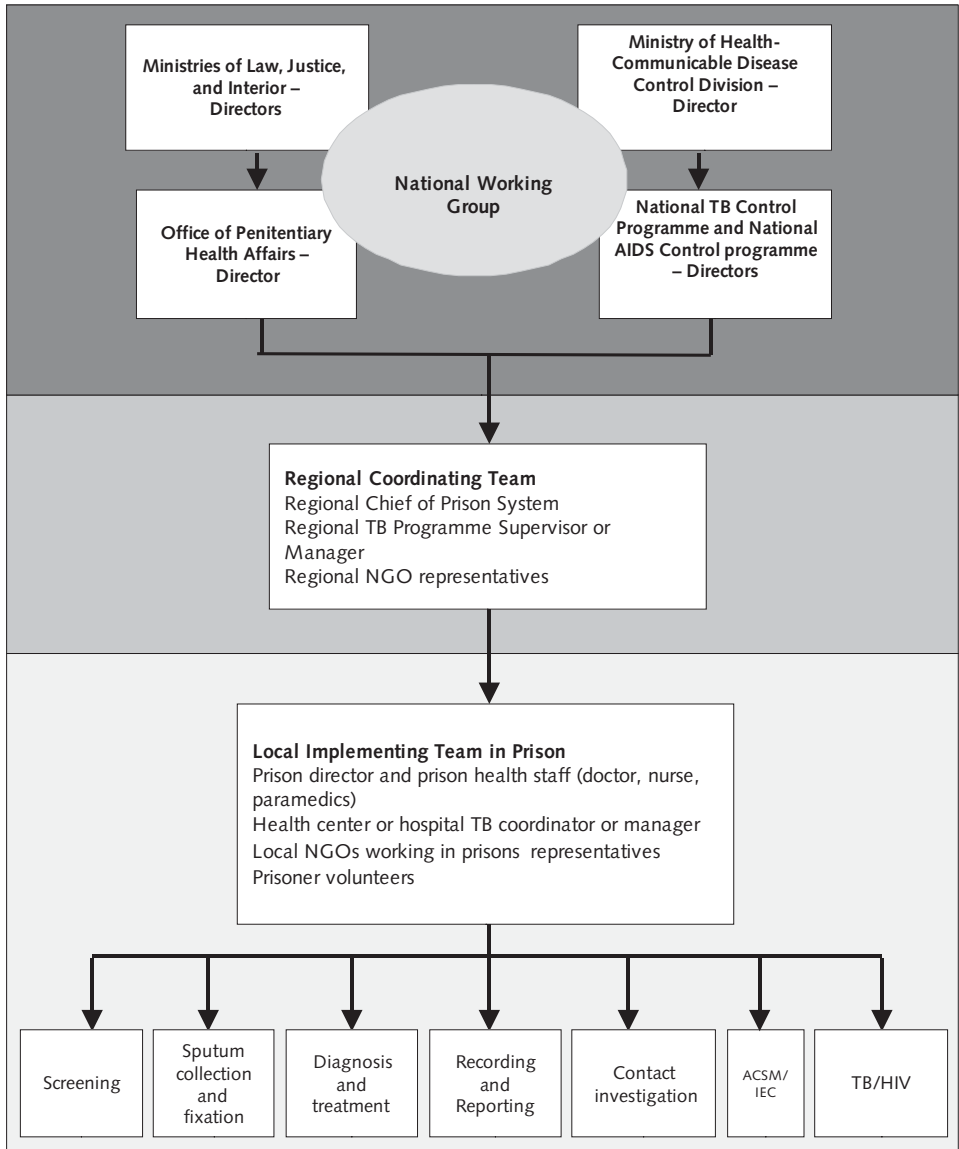 Ministries of Law, Justice,
and Interior –
Directors
Ministry of Health-
Communicable Disease
Control Division –
Director
National Working
Group
Office of Penitentiary
Health Affairs –
Director
National TB Control
Programme and National
AIDS Control programme
– Directors
Regional Coordinating Team
Regional Chief of Prison System
Regional TB Programme Supervisor or
Manager
Regional NGO representatives
Local Implementing Team in Prison
Prison director and prison health staff (doctor, nurse,
paramedics)
Health center or hospital TB coordinator or manager
Local NGOs working in prisons representatives
Prisoner volunteers
Screening
Sputum
collection
and
fixation
Diagnosis
and
treatment
Recording
and
Reporting
Contact
investigation
ACSM/
IEC
TB/HIV